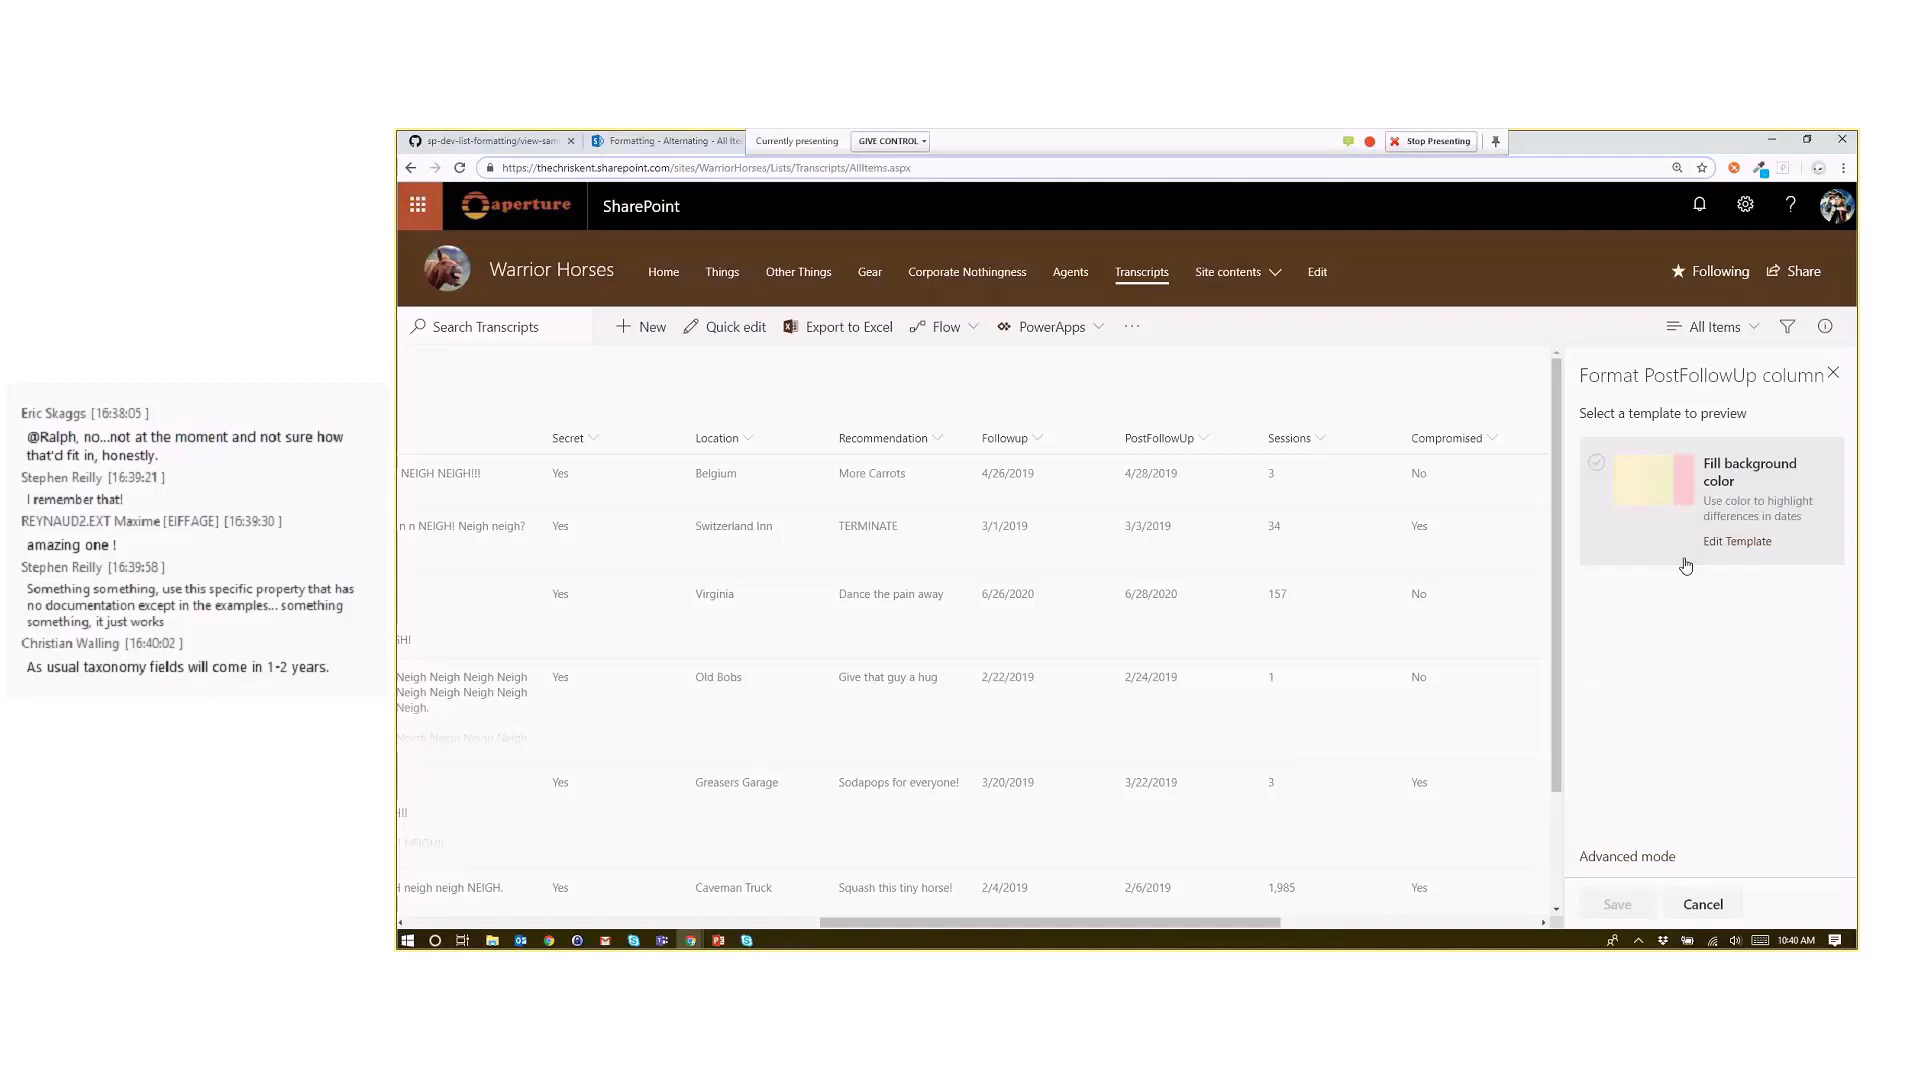 sp-dev-list-formatting/view-sam
Formatting - Alternating - All Ite
Currently presenting
GIVE CONTROL
Stop Presenting
https://thechriskent.sharepoint.com/sites/WarriorHorses/Lists/Transcripts/AllItems.aspx
aperture
SharePoint
Warrior Horses
Home
Things
Other Things
Gear
Corporate Nothingness
Agents
Transcripts
Site contents
Edit
Following
Share
Search Transcripts
New
Quick edit
Export to Excel
Flow
PowerApps
...
All Items
Eric Skaggs [16:38:05 ]
@Ralph, no...not at the moment and not sure how
that'd fit in, honestly.
Stephen Reilly [16:39:21 ]
I remember that!
REYNAUD2.EXT Maxime [EIFFAGE] [16:39:30 ]
amazing one !
Stephen Reilly [16:39:58 ]
Something something, use this specific property that has
no documentation except in the examples... something
something, it just works
Christian Walling [16:40:02 ]
As usual taxonomy fields will come in 1-2 years.
Secret Location Recommendation Followup PostFollowUp Sessions Compromised
NEIGH NEIGH!!! Yes Belgium More Carrots 4/26/2019 4/28/2019 3 No
n n NEIGH! Neigh neigh? Yes Switzerland Inn TERMINATE 3/1/2019 3/3/2019 34 Yes
Yes Virginia Dance the pain away 6/26/2020 6/28/2020 157 No
GH!
Neigh Neigh Neigh Neigh Yes Old Bobs Give that guy a hug 2/22/2019 2/24/2019 1 No
Neigh Neigh Neigh Neigh
Neigh.
Neigh Neigh Neigh Neigh
Yes Greasers Garage Sodapops for everyone! 3/20/2019 3/22/2019 3 Yes
H!!
NEIGH!!
H neigh neigh NEIGH. Yes Caveman Truck Squash this tiny horse! 2/4/2019 2/6/2019 1,985 Yes
Format PostFollowUp column
Select a template to preview
Fill background
color
Use color to highlight
differences in dates
Edit Template
Advanced mode
Save
Cancel
10:40 AM